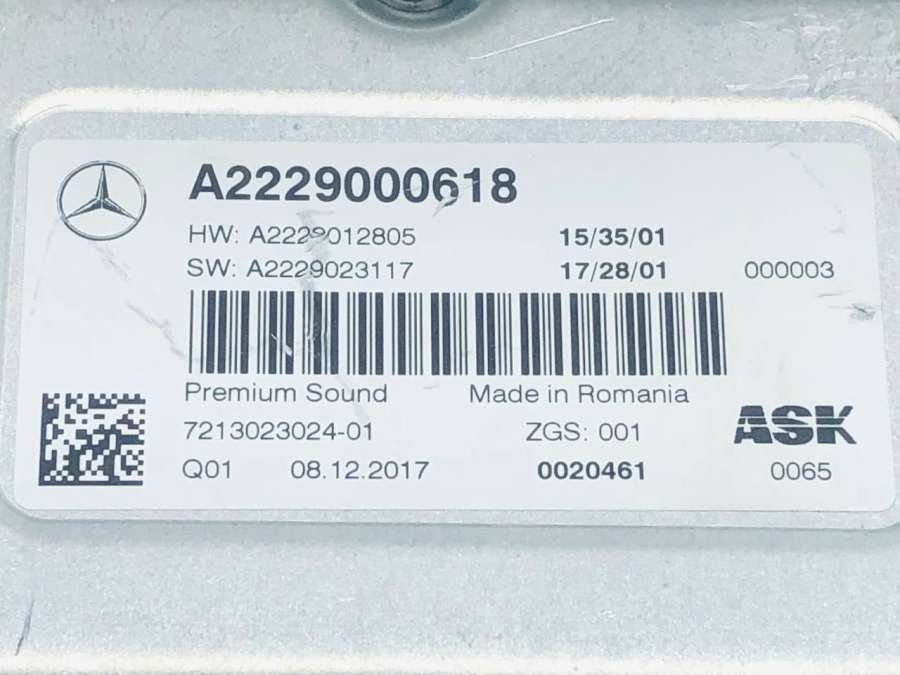 A2229000618
HW: A2229012805 15/35/01
SW: A2229023117 17/28/01 000003
Premium Sound Made in Romania
7213023024-01 ZGS: 001 ASK
Q01 08.12.2017 0020461 0065